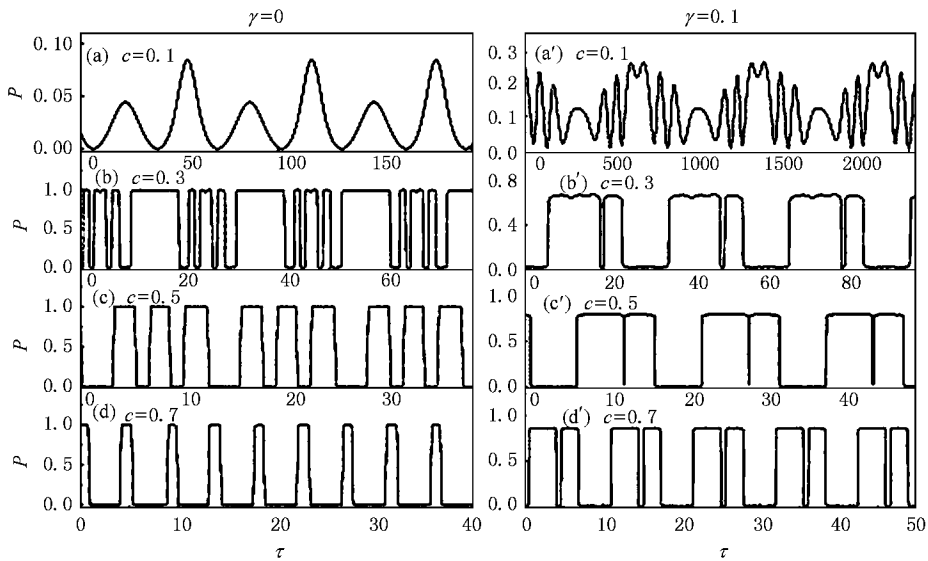 γ=0
γ=0.1
(a) c=0.1
(a′) c=0.1
P
0.10
0.05
0.00
0 50 100 150
0.3
0.2
0.1
0.0
0 500 1000 1500 2000
(b) c=0.3
(b′) c=0.3
P
1.0
0.5
0.0
0 20 40 60
0.8
0.4
0.0
0 20 40 60 80
(c) c=0.5
(c′) c=0.5
P
1.0
0.5
0.0
0 10 20 30
1.0
0.5
0.0
0 10 20 30 40
(d) c=0.7
(d′) c=0.7
P
1.0
0.5
0.0
0 10 20 30 40
1.0
0.5
0.0
0 10 20 30 40 50
τ
τ